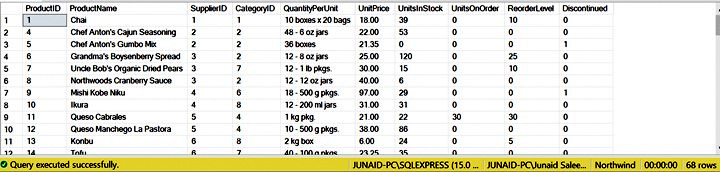 ProductID ProductName SupplierID CategoryID QuantityPerUnit UnitPrice UnitsInStock UnitsOnOrder ReorderLevel Discontinued
1 1 Chai 1 1 10 boxes x 20 bags 18.00 39 0 10 0
2 4 Chef Anton's Cajun Seasoning 2 2 48 - 6 oz jars 22.00 53 0 0 0
3 5 Chef Anton's Gumbo Mix 2 2 36 boxes 21.35 0 0 0 1
4 6 Grandma's Boysenberry Spread 3 2 12 - 8 oz jars 25.00 120 0 25 0
5 7 Uncle Bob's Organic Dried Pears 3 7 12 - 1 lb pkgs. 30.00 15 0 10 0
6 8 Northwoods Cranberry Sauce 3 2 12 - 12 oz jars 40.00 6 0 0 0
7 9 Mishi Kobe Niku 4 6 18 - 500 g pkgs. 97.00 29 0 0 1
8 10 Ikura 4 8 12 - 200 ml jars 31.00 31 0 0 0
9 11 Queso Cabrales 5 4 1 kg pkg. 21.00 22 30 30 0
10 12 Queso Manchego La Pastora 5 4 10 - 500 g pkgs. 38.00 86 0 0 0
11 13 Konbu 6 8 2 kg box 6.00 24 0 5 0
12 14 Tofu 6 7 40 - 100 g pkgs. 23.25 35 0 0 0
Query executed successfully. JUNAID-PC\SQLEXPRESS (15.0 ... JUNAID-PC\Junaid Salee... Northwind 00:00:00 68 rows